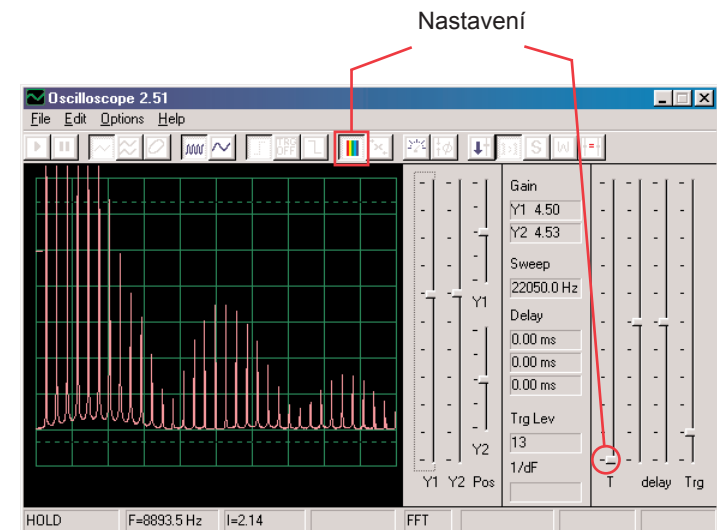 Nastavení
Oscilloscope 2.51
File Edit Options Help
TRG OFF
S W
Gain
Y1 4.50
Y2 4.53
Sweep
22050.0 Hz
Delay
0.00 ms
0.00 ms
0.00 ms
Trg Lev
13
1/dF
Y1
Y2
Y1 Y2 Pos
T delay Trg
HOLD F=8893.5 Hz I=2.14 FFT